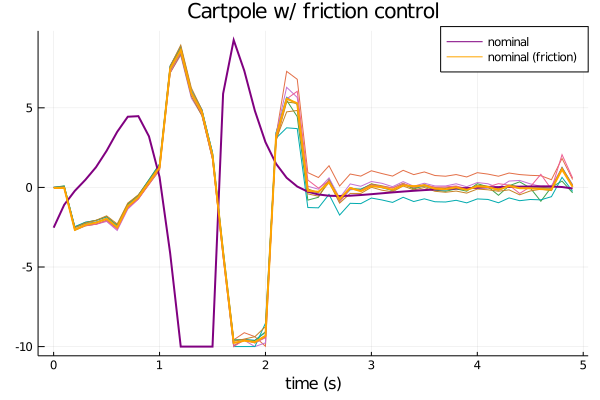 Cartpole w/ friction control
nominal
nominal (friction)
5
0
-5
-10
0 1 2 3 4 5
time (s)